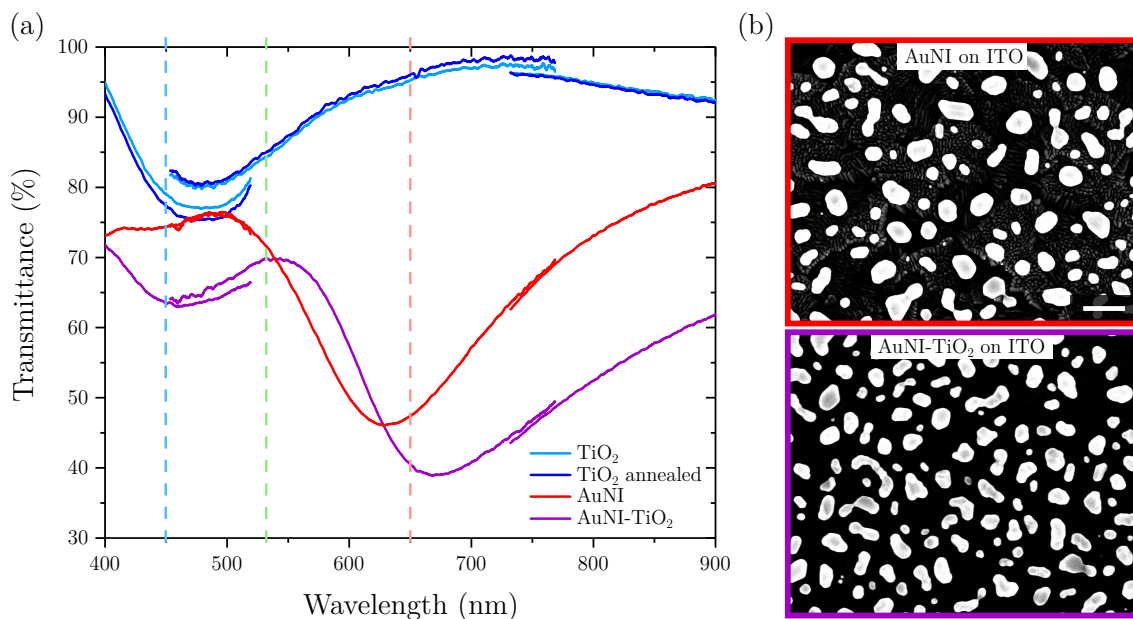 (a)
100
90
80
70
60
50
40
30
Transmittance (%)
400
500
600
700
800
900
Wavelength (nm)
TiO₂
TiO₂ annealed
AuNI
AuNI-TiO₂
(b)
AuNI on ITO
AuNI-TiO₂ on ITO